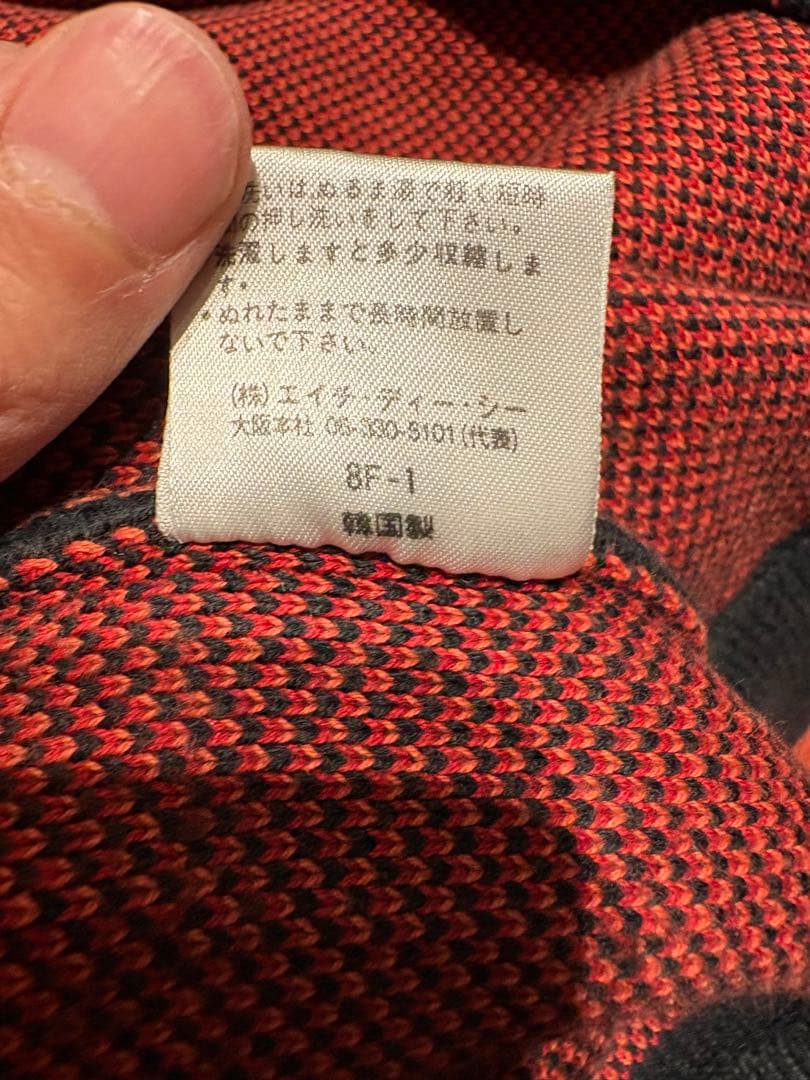 洗いは、ぬるま湯で軽く短時
間の押し洗いをして下さい。
洗濯しますと多少収縮しま
す。
・ぬれたままで長時間放置し
ないで下さい。
(株)エイチ・ディー・シー
大阪本社 06-330-5101(代表)
8F-1
韓国製